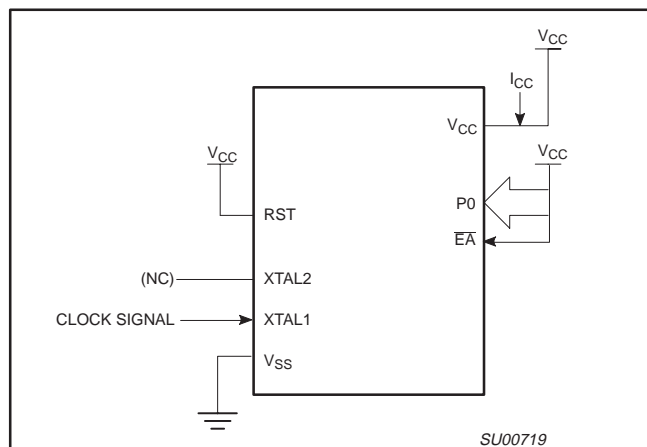 VCC
ICC
VCC
VCC
VCC
P0
RST
EA
(NC)
XTAL2
CLOCK SIGNAL
XTAL1
VSS
SU00719